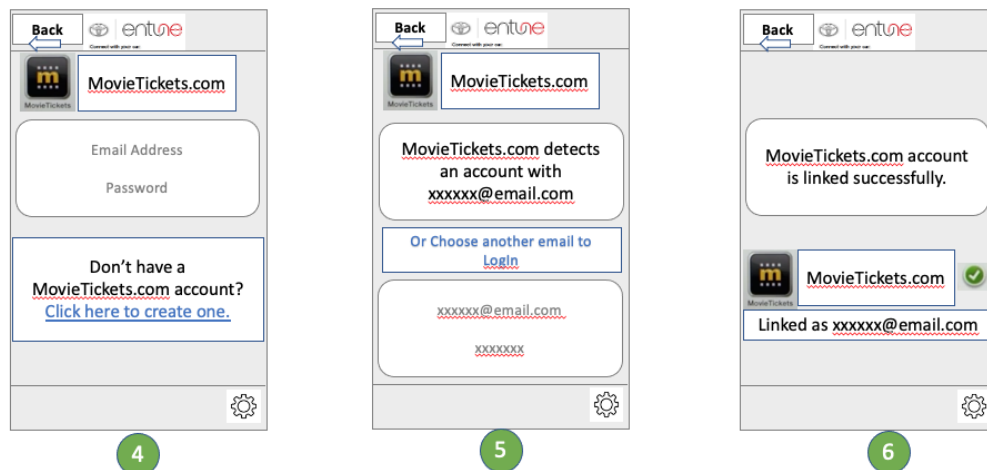 Back
entune
Connect with your car.
m
MovieTickets
MovieTickets.com
Email Address
Password
Don't have a
MovieTickets.com account?
Click here to create one.
4
Back
entune
Connect with your car.
m
MovieTickets
MovieTickets.com
MovieTickets.com detects
an account with
xxxxxx@email.com
Or Choose another email to
LogIn
xxxxxx@email.com
xxxxxxx
5
Back
entune
Connect with your car.
MovieTickets.com account
is linked successfully.
m
MovieTickets
MovieTickets.com
Linked as xxxxxx@email.com
6